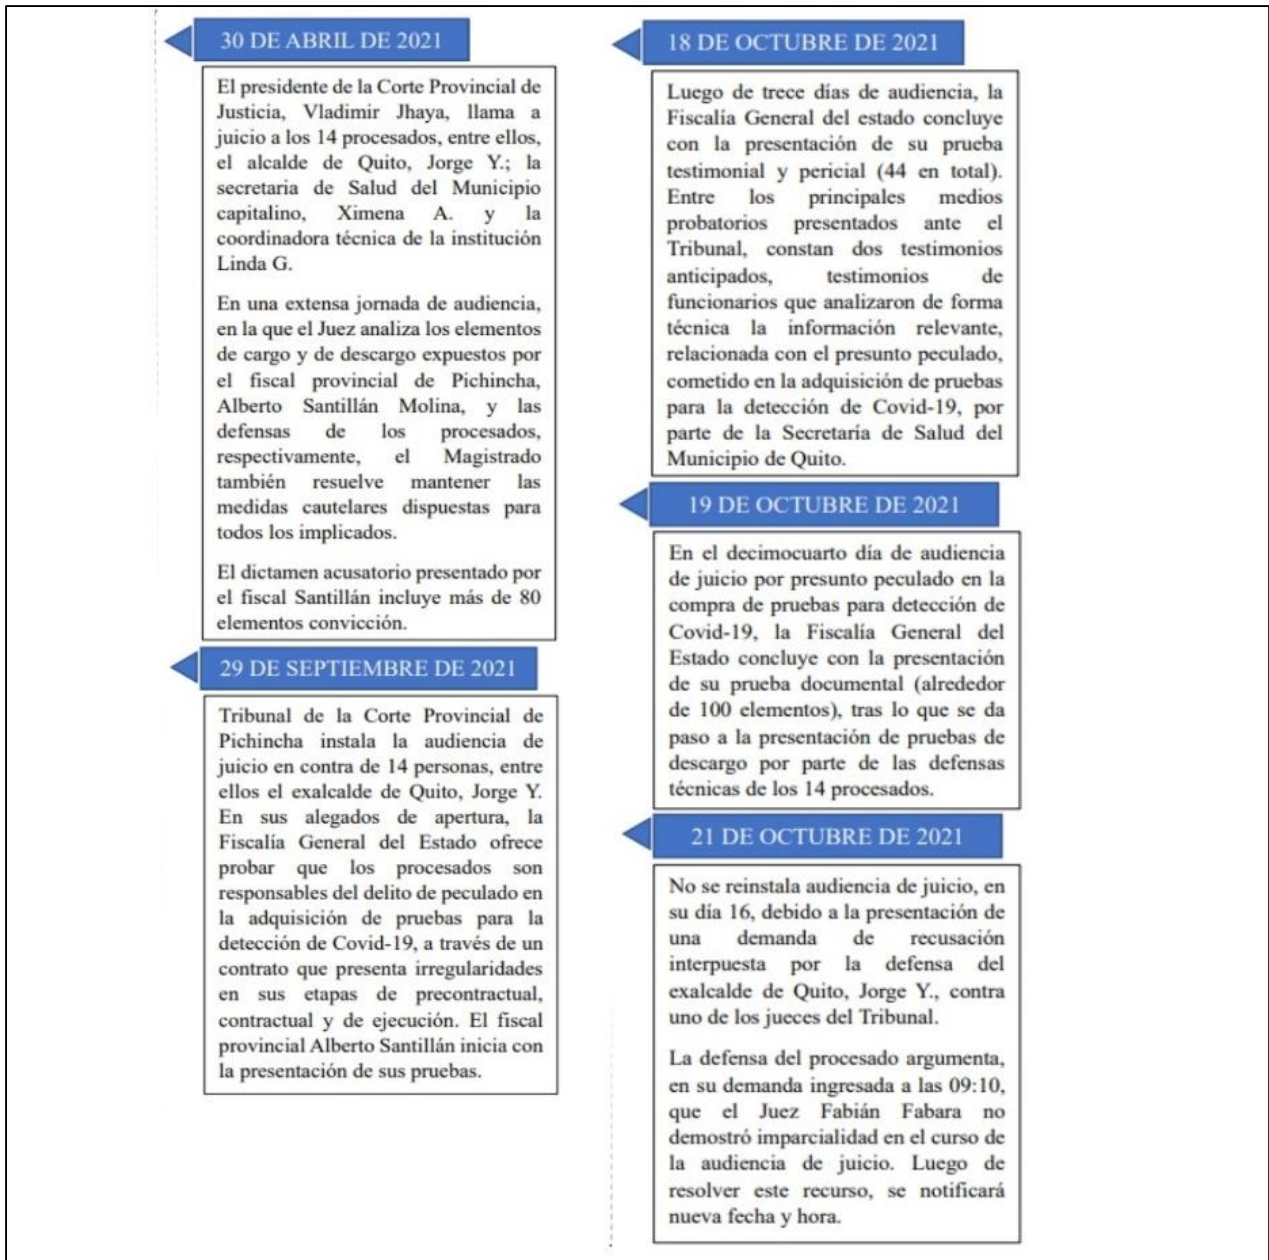 30 DE ABRIL DE 2021
El presidente de la Corte Provincial de
Justicia, Vladimir Jhaya, llama a
juicio a los 14 procesados, entre ellos,
el alcalde de Quito, Jorge Y.; la
secretaria de Salud del Municipio
capitalino, Ximena A. y la
coordinadora técnica de la institución
Linda G.
En una extensa jornada de audiencia,
en la que el Juez analiza los elementos
de cargo y de descargo expuestos por
el fiscal provincial de Pichincha,
Alberto Santillán Molina, y las
defensas de los procesados,
respectivamente, el Magistrado
también resuelve mantener las
medidas cautelares dispuestas para
todos los implicados.
El dictamen acusatorio presentado por
el fiscal Santillán incluye más de 80
elementos convicción.
29 DE SEPTIEMBRE DE 2021
Tribunal de la Corte Provincial de
Pichincha instala la audiencia de
juicio en contra de 14 personas, entre
ellos el exalcalde de Quito, Jorge Y.
En sus alegados de apertura, la
Fiscalía General del Estado ofrece
probar que los procesados son
responsables del delito de peculado en
la adquisición de pruebas para la
detección de Covid-19, a través de un
contrato que presenta irregularidades
en sus etapas de precontractual,
contractual y de ejecución. El fiscal
provincial Alberto Santillán inicia con
la presentación de sus pruebas.
18 DE OCTUBRE DE 2021
Luego de trece días de audiencia, la
Fiscalía General del estado concluye
con la presentación de su prueba
testimonial y pericial (44 en total).
Entre los principales medios
probatorios presentados ante el
Tribunal, constan dos testimonios
anticipados, testimonios de
funcionarios que analizaron de forma
técnica la información relevante,
relacionada con el presunto peculado,
cometido en la adquisición de pruebas
para la detección de Covid-19, por
parte de la Secretaría de Salud del
Municipio de Quito.
19 DE OCTUBRE DE 2021
En el decimocuarto día de audiencia
de juicio por presunto peculado en la
compra de pruebas para detección de
Covid-19, la Fiscalía General del
Estado concluye con la presentación
de su prueba documental (alrededor
de 100 elementos), tras lo que se da
paso a la presentación de pruebas de
descargo por parte de las defensas
técnicas de los 14 procesados.
21 DE OCTUBRE DE 2021
No se reinstala audiencia de juicio, en
su día 16, debido a la presentación de
una demanda de recusación
interpuesta por la defensa del
exalcalde de Quito, Jorge Y., contra
uno de los jueces del Tribunal.
La defensa del procesado argumenta,
en su demanda ingresada a las 09:10,
que el Juez Fabián Fabara no
demostró imparcialidad en el curso de
la audiencia de juicio. Luego de
resolver este recurso, se notificará
nueva fecha y hora.